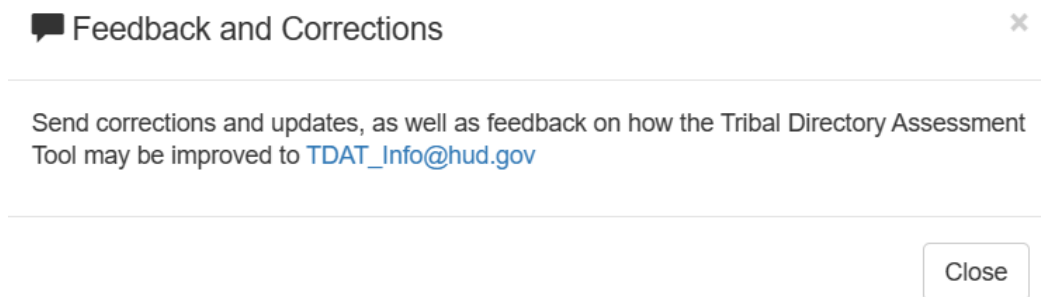 Feedback and Corrections
×
Send corrections and updates, as well as feedback on how the Tribal Directory Assessment
Tool may be improved to TDAT_Info@hud.gov
Close